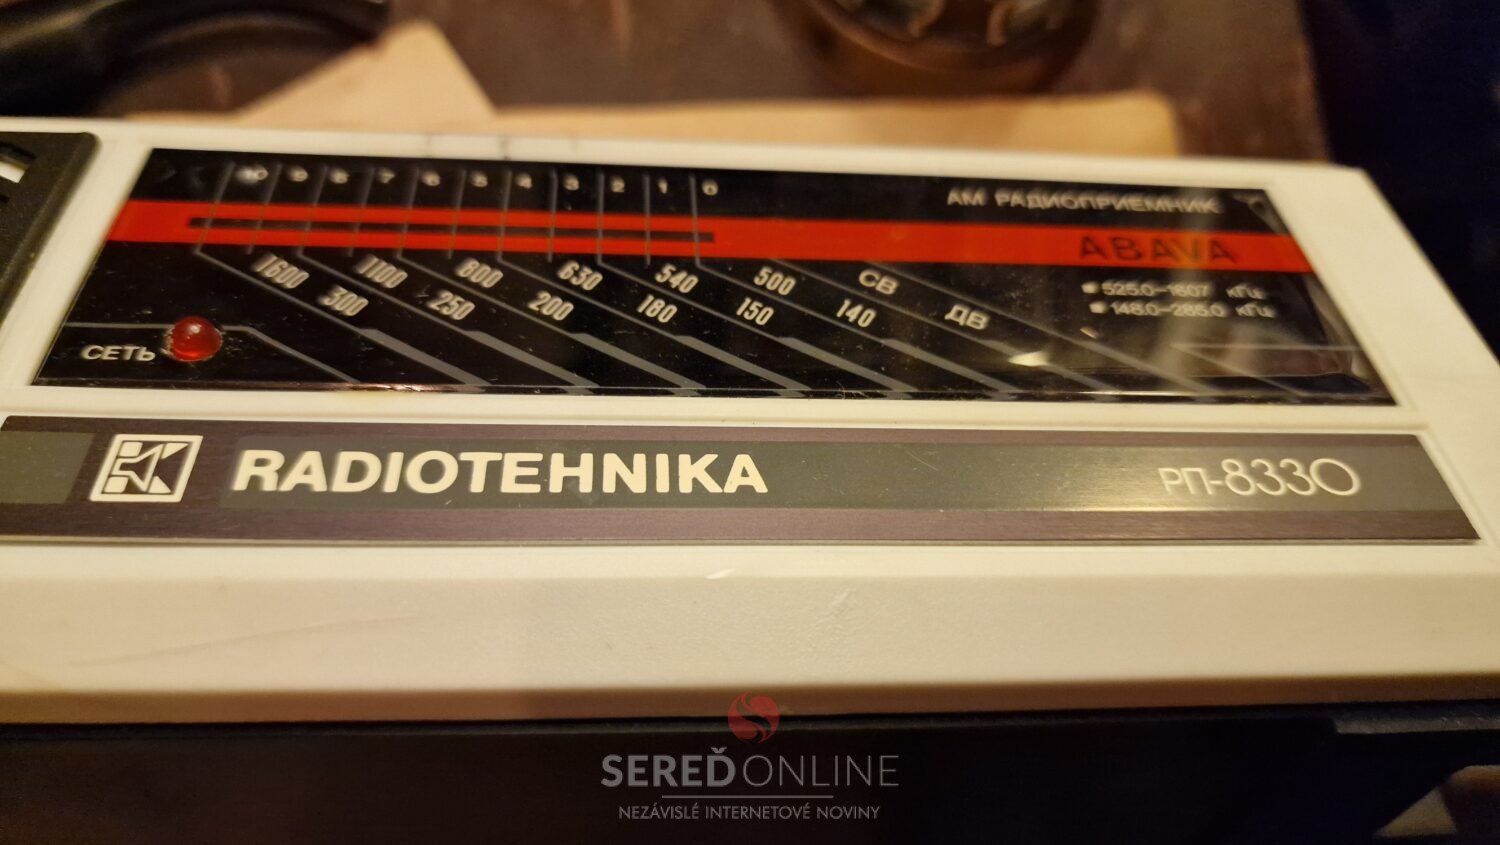 10 9 8 7 6 5 4 3 2 1 0
АМ РАДИОПРИЕМНИК
ABAVA
1600 1100 800 630 540 500 СВ
525.0–1607 кГц
300 250 200 180 150 140 ДВ
148.0–285.0 кГц
СЕТЬ
RADIOTEHNIKA
РП-8330
SEREĎ ONLINE
NEZÁVISLÉ INTERNETOVÉ NOVINY